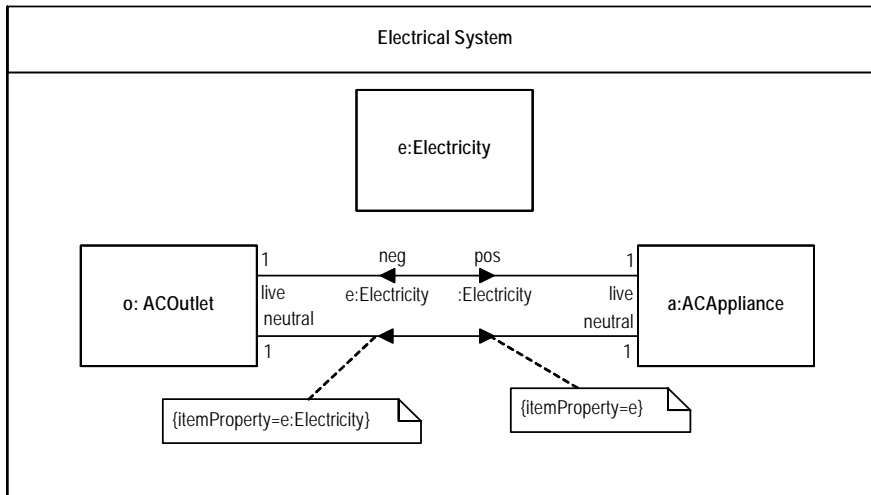 Electrical System
e:Electricity
1 neg pos 1
o: ACOutlet live e:Electricity :Electricity live a:ACAppliance
neutral neutral
1 1
{itemProperty=e:Electricity} {itemProperty=e}